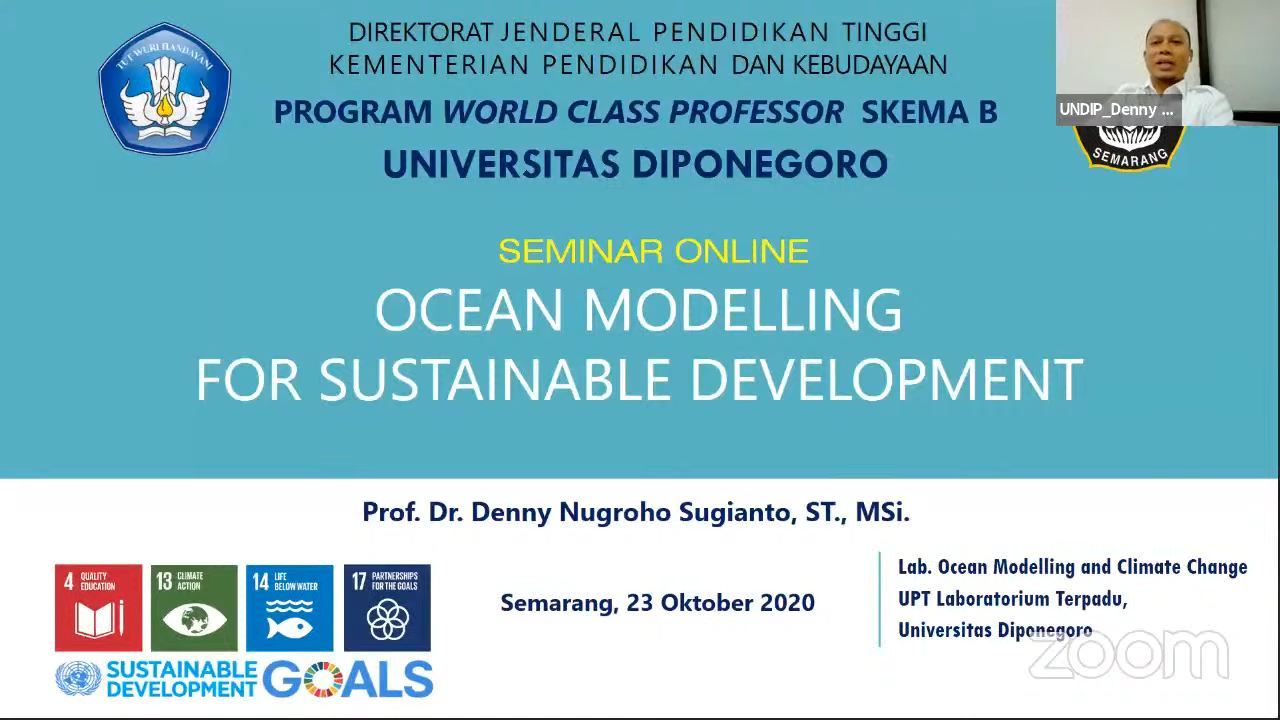 DIREKTORAT JENDERAL PENDIDIKAN TINGGI
KEMENTERIAN PENDIDIKAN DAN KEBUDAYAAN
PROGRAM WORLD CLASS PROFESSOR SKEMA B
UNIVERSITAS DIPONEGORO
TUT WURI HANDAYANI
UNDIP_Denny ...
SEMARANG
SEMINAR ONLINE
OCEAN MODELLING
FOR SUSTAINABLE DEVELOPMENT
Prof. Dr. Denny Nugroho Sugianto, ST., MSi.
4 QUALITY
EDUCATION
13 CLIMATE
ACTION
14 LIFE
BELOW WATER
17 PARTNERSHIPS
FOR THE GOALS
SUSTAINABLE
DEVELOPMENT
GOALS
Semarang, 23 Oktober 2020
Lab. Ocean Modelling and Climate Change
UPT Laboratorium Terpadu,
Universitas Diponegoro
zoom